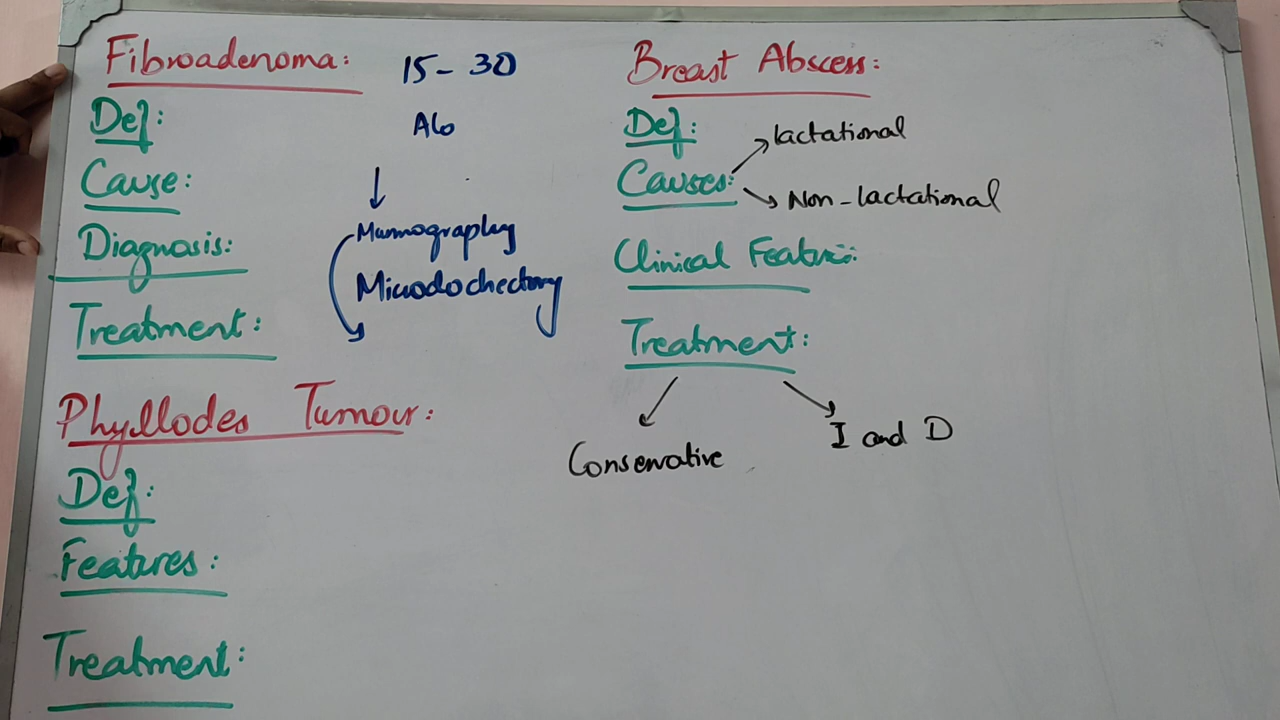 Fibroadenoma: 15-30
Def: Alo
Cause:
Diagnosis: Mammography
Microdochectomy
Treatment:
Phyllodes Tumour:
Def:
Features:
Treatment:
Breast Abscess:
Def:
Causes: lactational
Non-lactational
Clinical Features:
Treatment:
Conservative
I and D